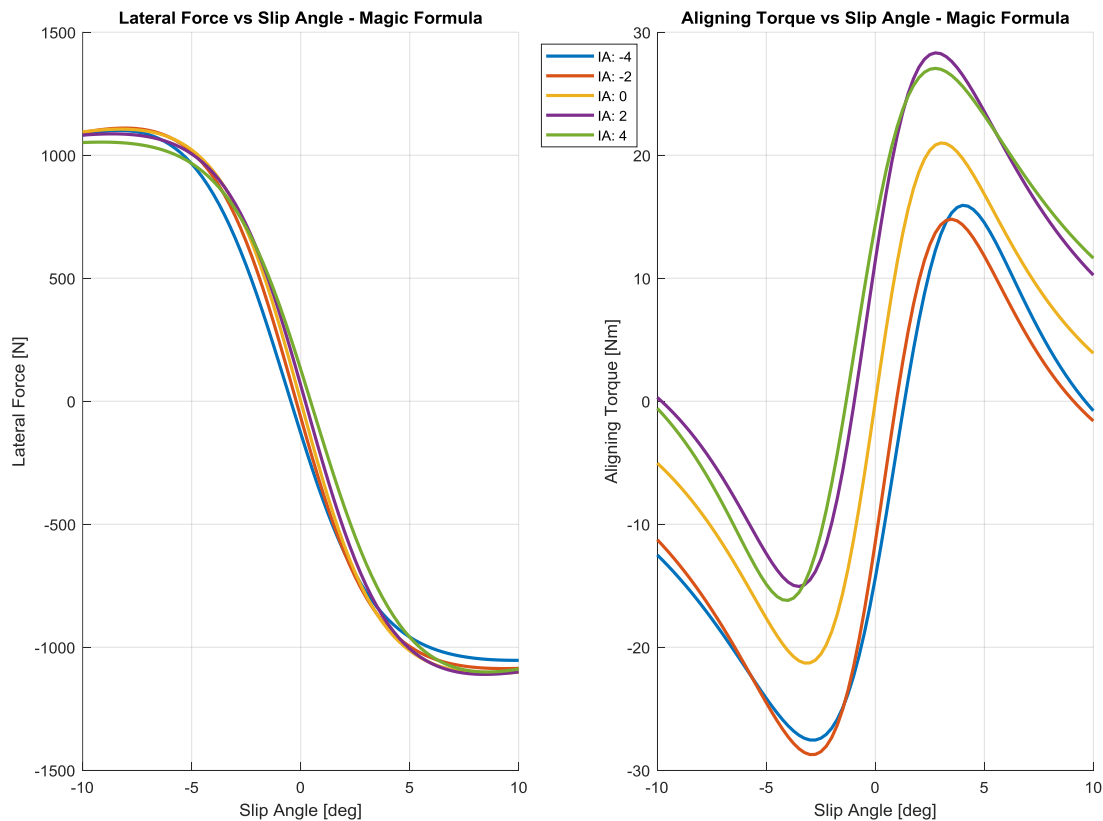 Lateral Force vs Slip Angle - Magic Formula
1500
1000
500
0
-500
-1000
-1500
-10
-5
0
5
10
Slip Angle [deg]
Lateral Force [N]
IA: -4
IA: -2
IA: 0
IA: 2
IA: 4
Aligning Torque vs Slip Angle - Magic Formula
30
20
10
0
-10
-20
-30
-10
-5
0
5
10
Slip Angle [deg]
Aligning Torque [Nm]